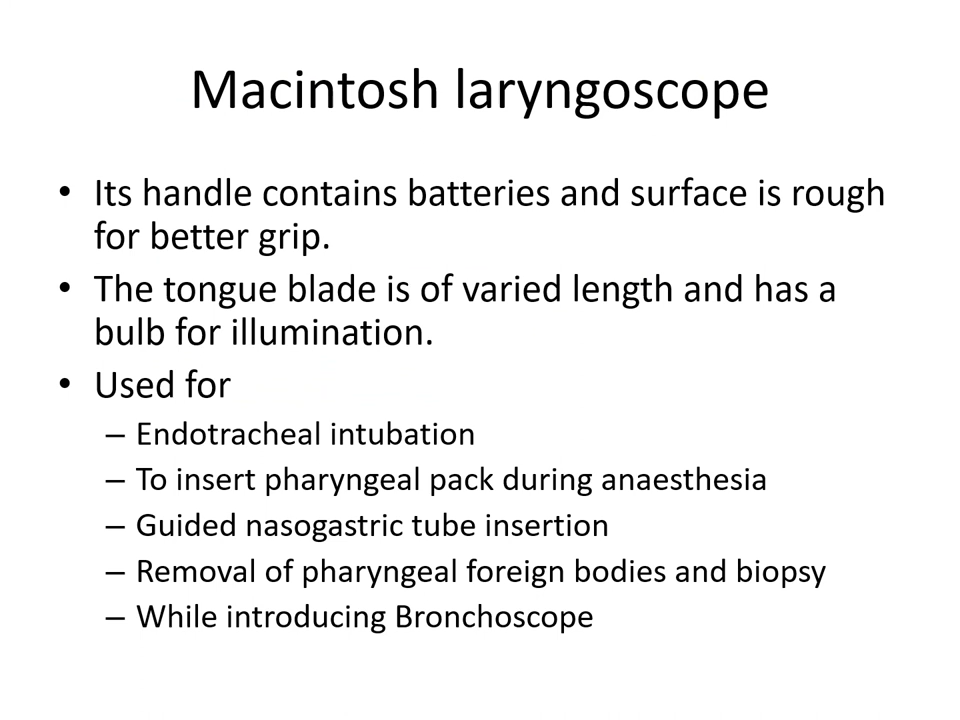 Macintosh laryngoscope
• Its handle contains batteries and surface is rough
for better grip.
• The tongue blade is of varied length and has a
bulb for illumination.
• Used for
– Endotracheal intubation
– To insert pharyngeal pack during anaesthesia
– Guided nasogastric tube insertion
– Removal of pharyngeal foreign bodies and biopsy
– While introducing Bronchoscope